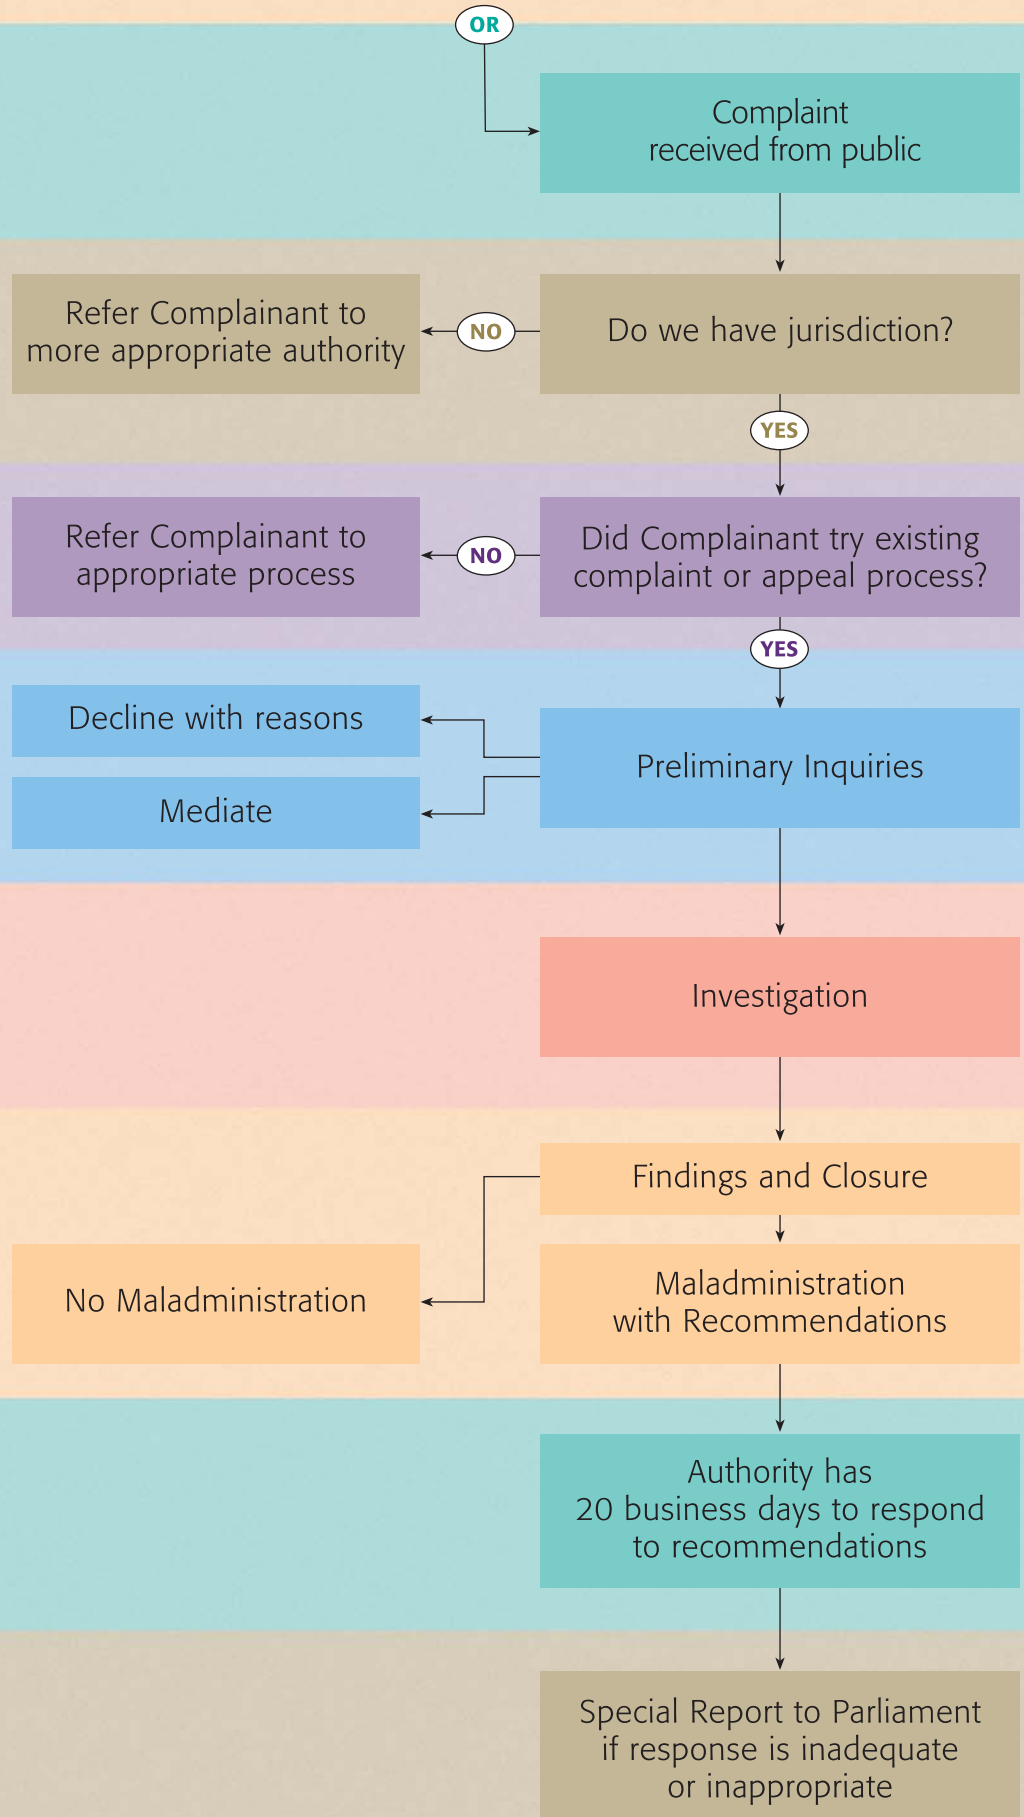 OR
Complaint
received from public
Refer Complainant to
more appropriate authority
NO
Do we have jurisdiction?
YES
Refer Complainant to
appropriate process
NO
Did Complainant try existing
complaint or appeal process?
YES
Decline with reasons
Mediate
Preliminary Inquiries
Investigation
Findings and Closure
No Maladministration
Maladministration
with Recommendations
Authority has
20 business days to respond
to recommendations
Special Report to Parliament
if response is inadequate
or inappropriate